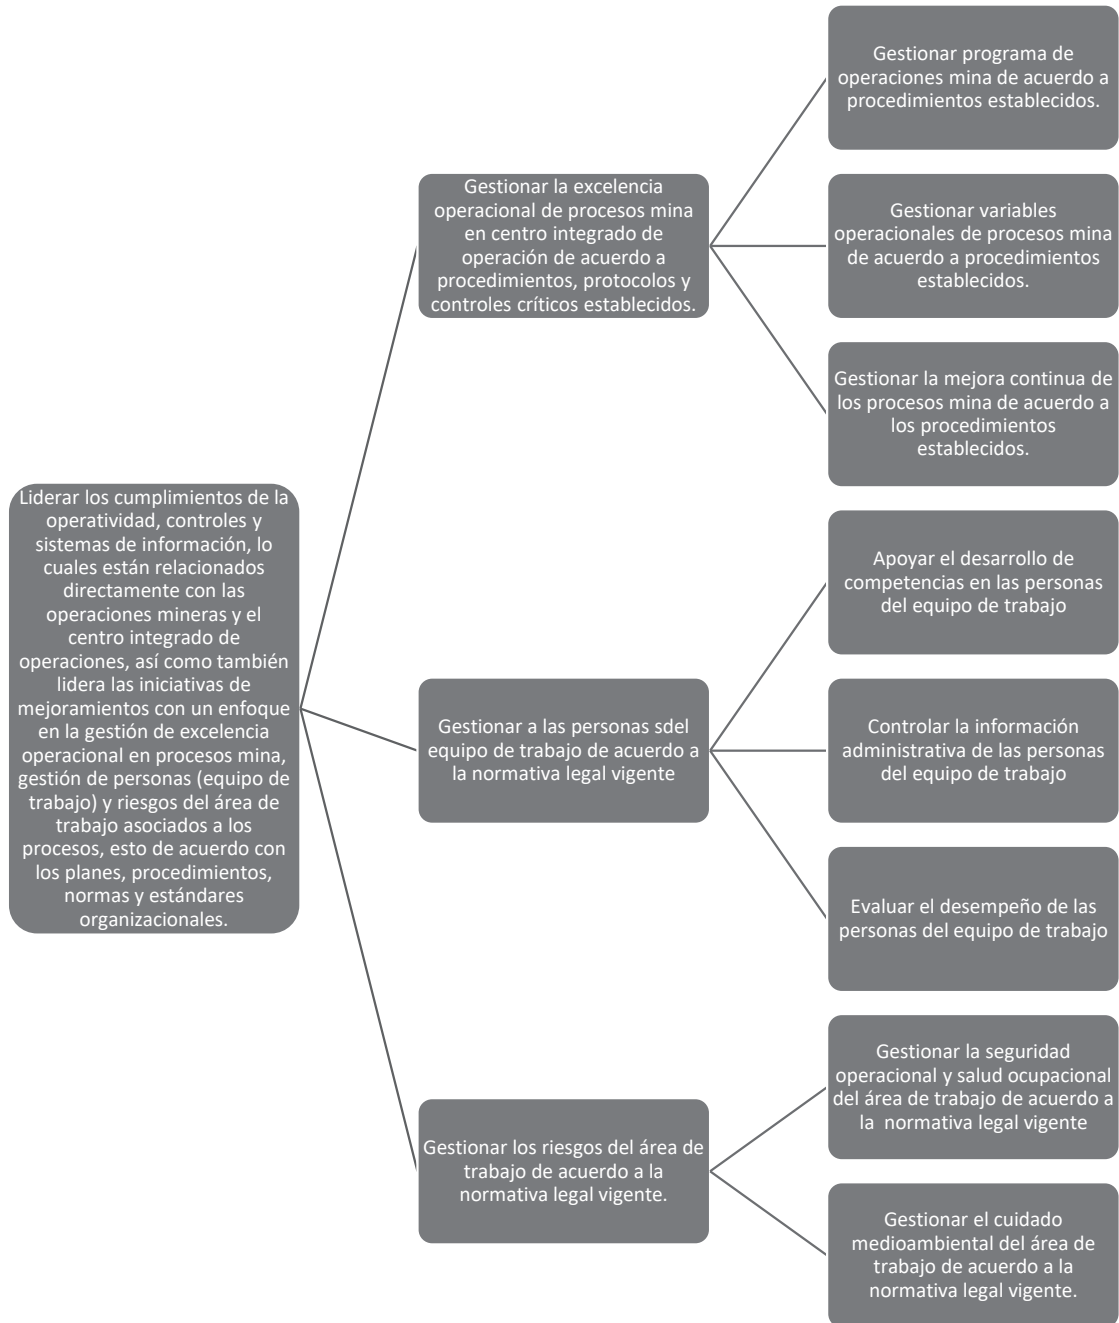 Liderar los cumplimientos de la
operatividad, controles y
sistemas de información, lo
cuales están relacionados
directamente con las
operaciones mineras y el
centro integrado de
operaciones, así como también
lidera las iniciativas de
mejoramientos con un enfoque
en la gestión de excelencia
operacional en procesos mina,
gestión de personas (equipo de
trabajo) y riesgos del área de
trabajo asociados a los
procesos, esto de acuerdo con
los planes, procedimientos,
normas y estándares
organizacionales.
Gestionar la excelencia
operacional de procesos mina
en centro integrado de
operación de acuerdo a
procedimientos, protocolos y
controles críticos establecidos.
Gestionar programa de
operaciones mina de acuerdo a
procedimientos establecidos.
Gestionar variables
operacionales de procesos mina
de acuerdo a procedimientos
establecidos.
Gestionar la mejora continua de
los procesos mina de acuerdo a
los procedimientos
establecidos.
Gestionar a las personas sdel
equipo de trabajo de acuerdo a
la normativa legal vigente
Apoyar el desarrollo de
competencias en las personas
del equipo de trabajo
Controlar la información
administrativa de las personas
del equipo de trabajo
Evaluar el desempeño de las
personas del equipo de trabajo
Gestionar los riesgos del área de
trabajo de acuerdo a la
normativa legal vigente.
Gestionar la seguridad
operacional y salud ocupacional
del área de trabajo de acuerdo a
la normativa legal vigente
Gestionar el cuidado
medioambiental del área de
trabajo de acuerdo a la
normativa legal vigente.